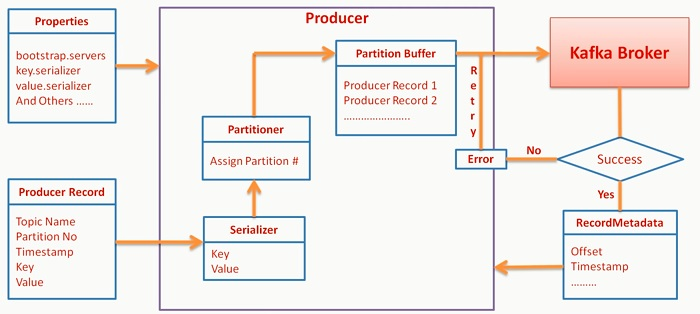 Properties
bootstrap.servers
key.serializer
value.serializer
And Others ......
Producer
Partition Buffer
Producer Record 1
Producer Record 2
........................
Retry
Kafka Broker
Partitioner
Assign Partition #
Error
No
Success
Yes
Producer Record
Topic Name
Partition No
Timestamp
Key
Value
Serializer
Key
Value
RecordMetadata
Offset
Timestamp
.........